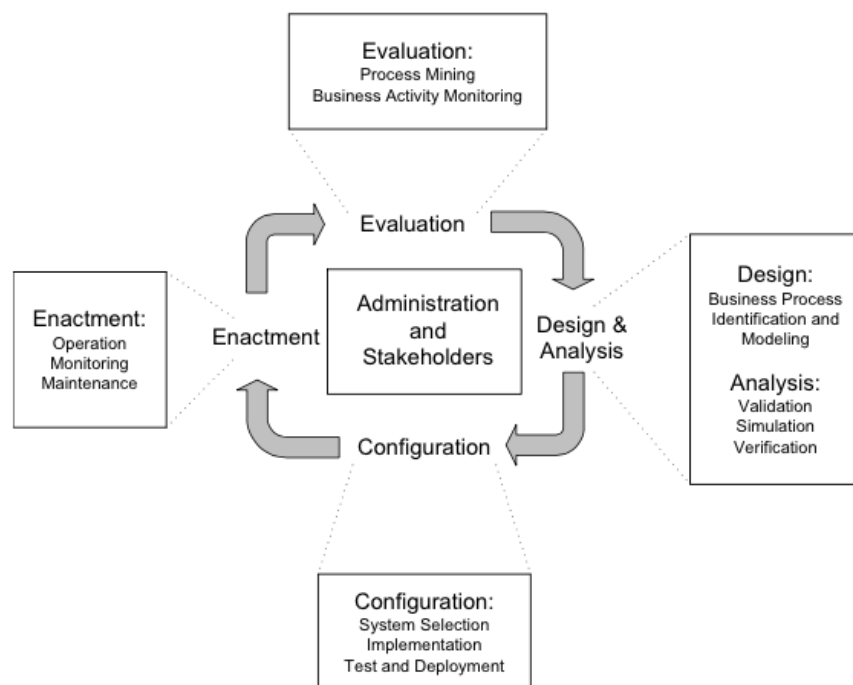 Evaluation:
Process Mining
Business Activity Monitoring
Evaluation
Administration
and
Stakeholders
Design &
Analysis
Design:
Business Process
Identification and
Modeling
Analysis:
Validation
Simulation
Verification
Enactment:
Operation
Monitoring
Maintenance
Enactment
Configuration
Configuration:
System Selection
Implementation
Test and Deployment